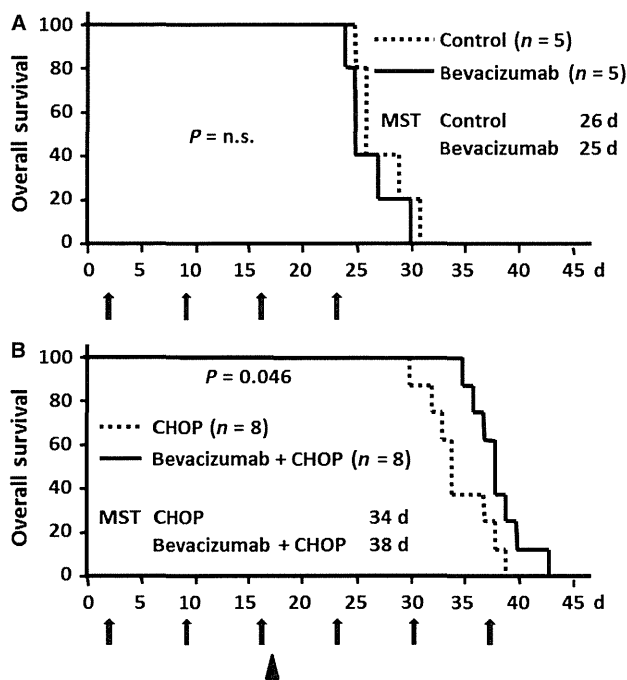 A
Overall survival
100
80
60
40
20
0
Control (n = 5)
Bevacizumab (n = 5)
MST Control 26 d
Bevacizumab 25 d
P = n.s.
0 5 10 15 20 25 30 35 40 45 d
B
Overall survival
100
80
60
40
20
0
P = 0.046
CHOP (n = 8)
Bevacizumab + CHOP (n = 8)
MST CHOP 34 d
Bevacizumab + CHOP 38 d
0 5 10 15 20 25 30 35 40 45 d